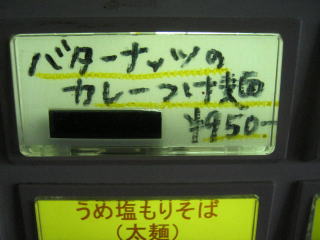 バターナッツの
カレーつけ麺
¥950-
うめ塩もりそば
(太麺)